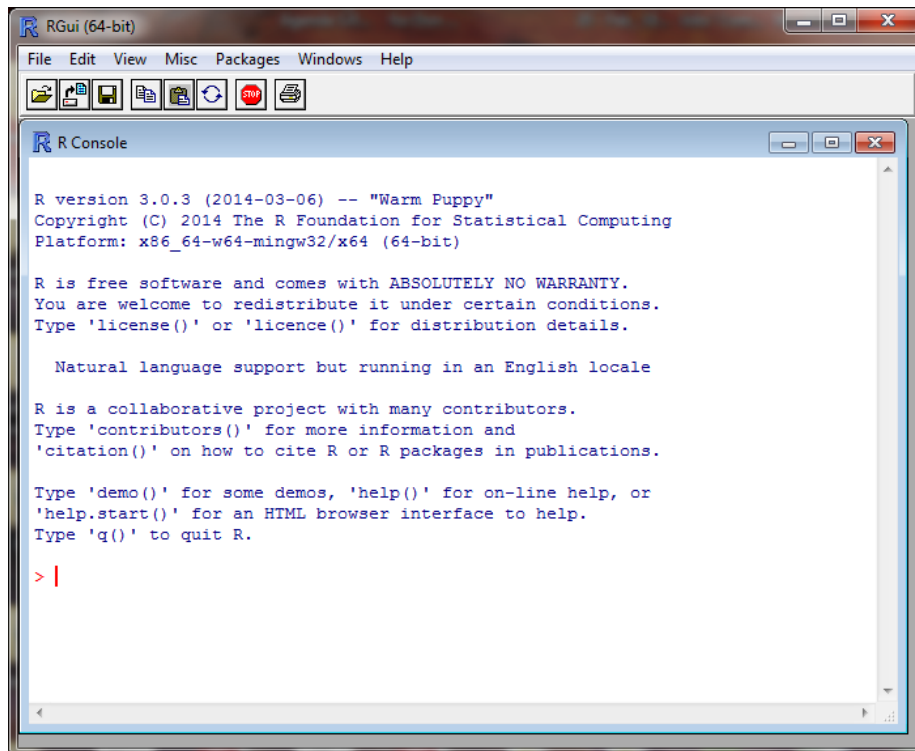 RGui (64-bit)
File Edit View Misc Packages Windows Help
STOP
R Console
R version 3.0.3 (2014-03-06) -- "Warm Puppy"
Copyright (C) 2014 The R Foundation for Statistical Computing
Platform: x86_64-w64-mingw32/x64 (64-bit)
R is free software and comes with ABSOLUTELY NO WARRANTY.
You are welcome to redistribute it under certain conditions.
Type 'license()' or 'licence()' for distribution details.
Natural language support but running in an English locale
R is a collaborative project with many contributors.
Type 'contributors()' for more information and
'citation()' on how to cite R or R packages in publications.
Type 'demo()' for some demos, 'help()' for on-line help, or
'help.start()' for an HTML browser interface to help.
Type 'q()' to quit R.
>